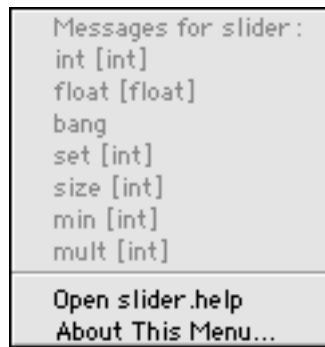 Messages for slider:
int [int]
float [float]
bang
set [int]
size [int]
min [int]
mult [int]
Open slider.help
About This Menu...